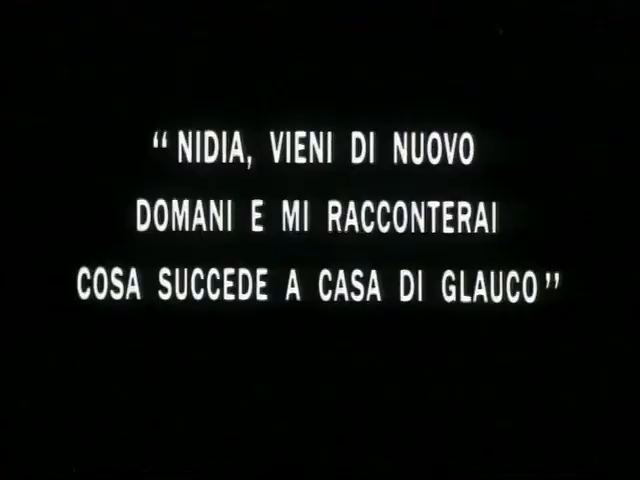 “ NIDIA, VIENI DI NUOVO
DOMANI E MI RACCONTERAI
COSA SUCCEDE A CASA DI GLAUCO ”